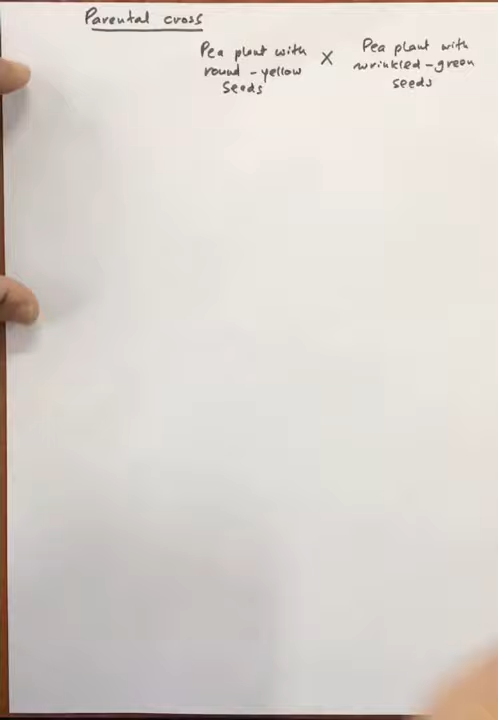 Parental cross
Pea plant with
round-yellow
seeds
X
Pea plant with
wrinkled-green
seeds